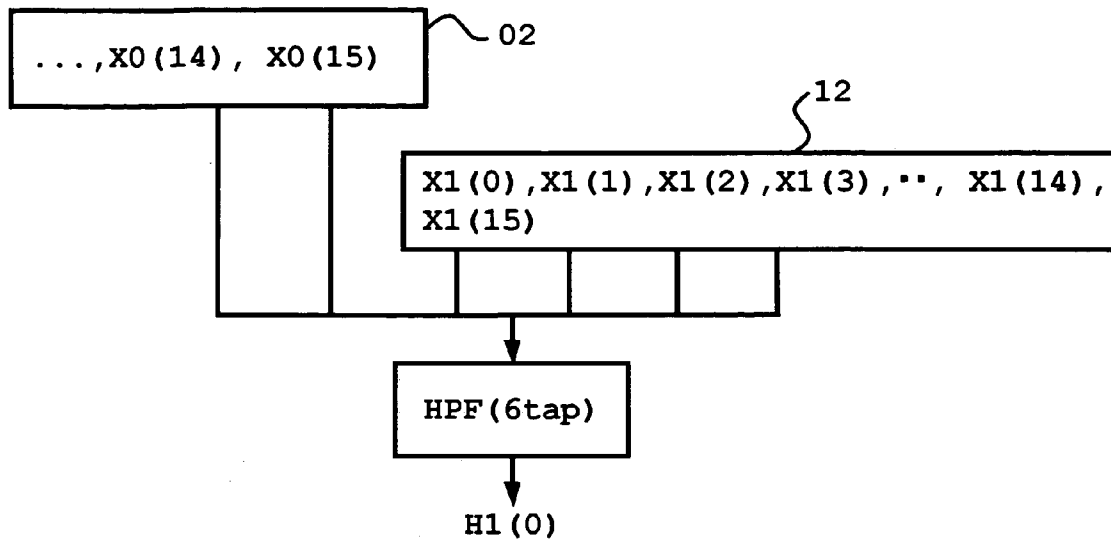 02
...,X0(14), X0(15)
12
X1(0),X1(1),X1(2),X1(3),··, X1(14),
X1(15)
HPF(6tap)
H1(0)